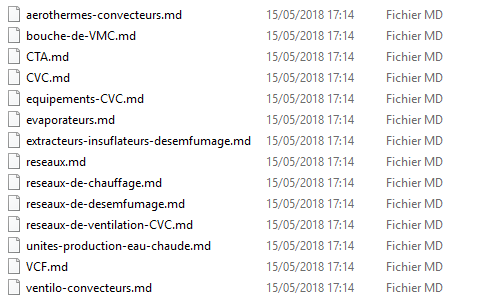 aerothermes-convecteurs.md 15/05/2018 17:14 Fichier MD
bouche-de-VMC.md 15/05/2018 17:14 Fichier MD
CTA.md 15/05/2018 17:14 Fichier MD
CVC.md 15/05/2018 17:14 Fichier MD
equipements-CVC.md 15/05/2018 17:14 Fichier MD
evaporateurs.md 15/05/2018 17:14 Fichier MD
extracteurs-insuflateurs-desemfumage.md 15/05/2018 17:14 Fichier MD
reseaux.md 15/05/2018 17:14 Fichier MD
reseaux-de-chauffage.md 15/05/2018 17:14 Fichier MD
reseaux-de-desemfumage.md 15/05/2018 17:14 Fichier MD
reseaux-de-ventilation-CVC.md 15/05/2018 17:14 Fichier MD
unites-production-eau-chaude.md 15/05/2018 17:14 Fichier MD
VCF.md 15/05/2018 17:14 Fichier MD
ventilo-convecteurs.md 15/05/2018 17:14 Fichier MD